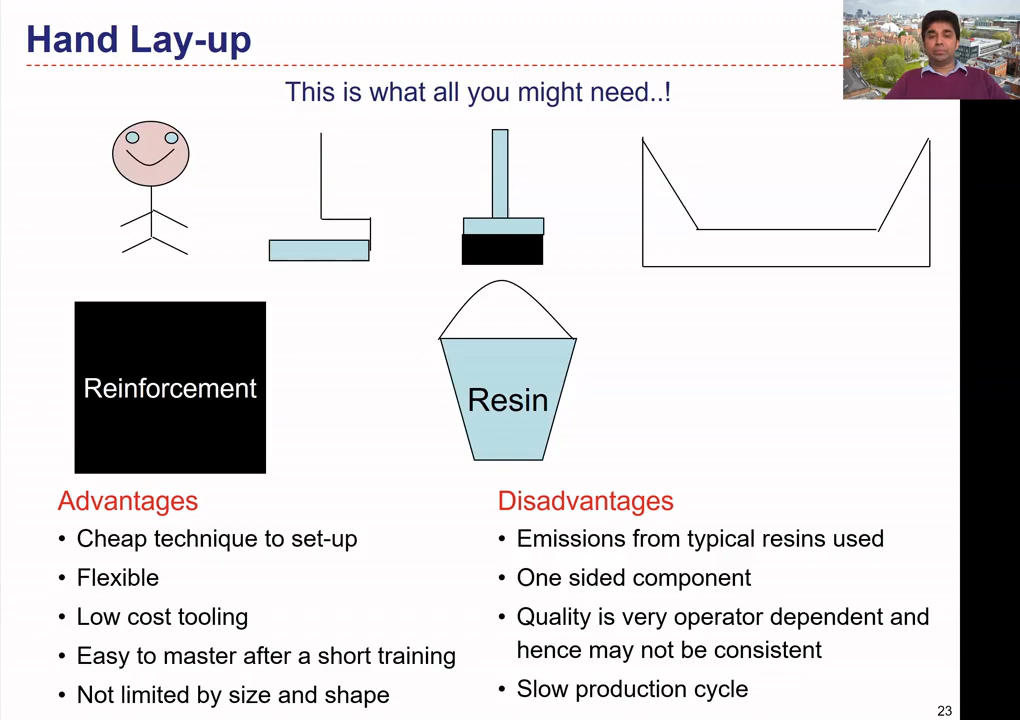 Hand Lay-up
This is what all you might need..!
Reinforcement
Resin
Advantages
• Cheap technique to set-up
• Flexible
• Low cost tooling
• Easy to master after a short training
• Not limited by size and shape
Disadvantages
• Emissions from typical resins used
• One sided component
• Quality is very operator dependent and
hence may not be consistent
• Slow production cycle
23